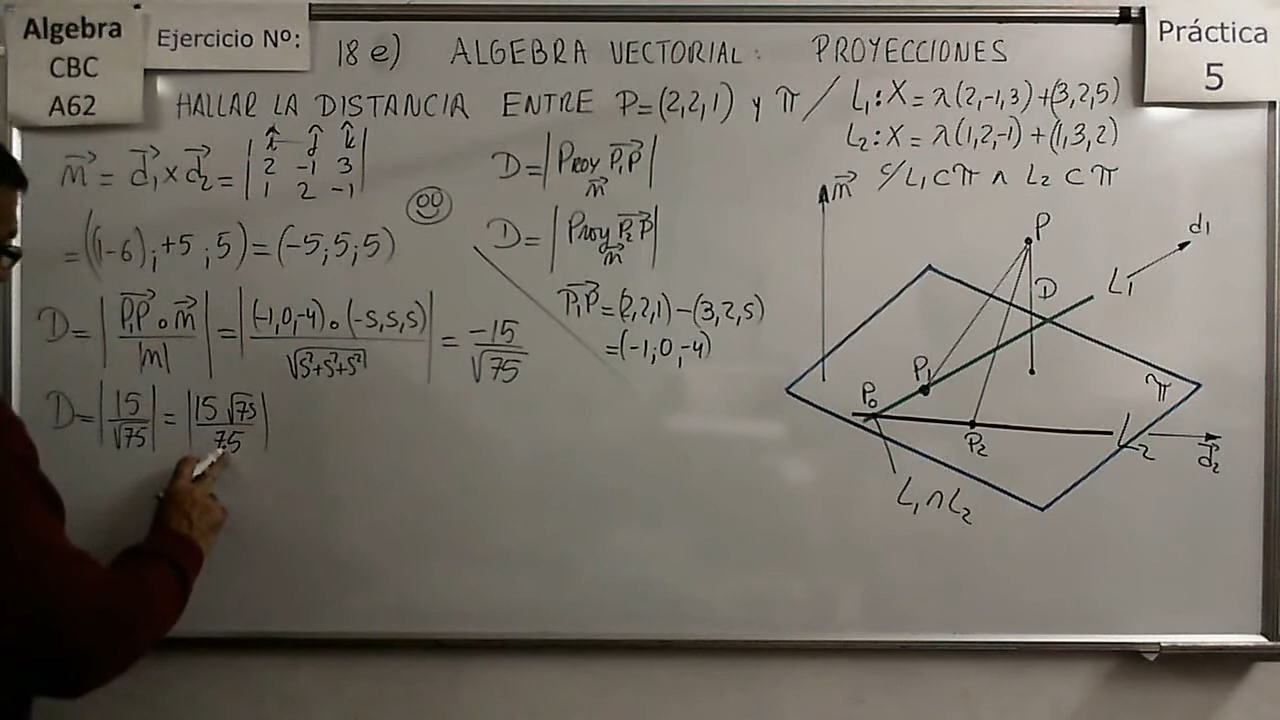 Algebra
CBC
A62
Ejercicio Nº:
18 e) ALGEBRA VECTORIAL: PROYECCIONES
Práctica
5
HALLAR LA DISTANCIA ENTRE P=(2,2,1) y π / L₁: X = λ(2,-1,3)+(3,2,5)
L₂: X = λ(1,2,-1) + (1,3,2)
c/ L₁ ⊂ π ∧ L₂ ⊂ π
n⃗ = d⃗₁ x d⃗₂ = | î ĵ k̂ |
| 2 -1 3 |
| 1 2 -1 |
= ((1-6); +5 ; 5) = (-5; 5; 5)
D = | P₁P⃗ ∘ n⃗ / |n| | = | (-1,0,-4) ∘ (-5,5,5) / √5²+5²+5² | = -15 / √75
D = | 15 / √75 | = | 15 √75 / 75 |
D = | Proy n⃗ P₁P⃗ |
D = | Proy n⃗ P₂P⃗ |
P₁P⃗ = (2,2,1) - (3,2,5)
= (-1; 0, -4)
n⃗
P
d₁
D
L₁
P₁
P₀
π
P₂
L₂
d⃗₂
L₁ ∩ L₂